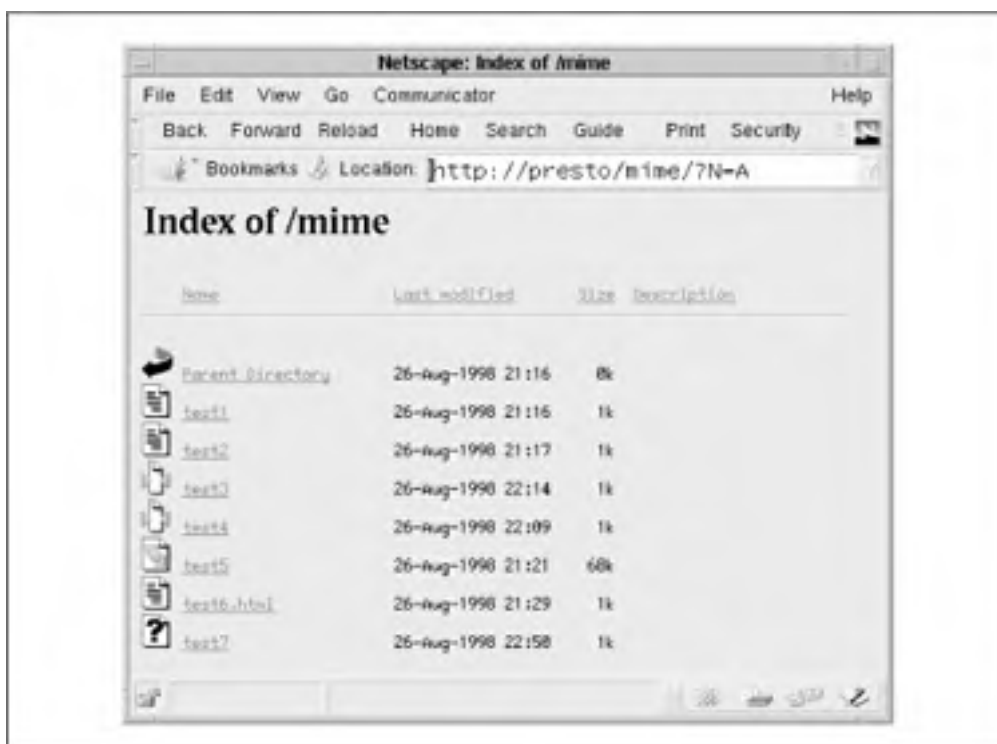 Netscape: Index of /mime
File Edit View Go Communicator Help
Back Forward Reload Home Search Guide Print Security
Bookmarks Location: http://presto/mime/?N=A
Index of /mime
Name Last modified Size Description
Parent Directory 26-Aug-1998 21:16 0k
test1 26-Aug-1998 21:16 1k
test2 26-Aug-1998 21:17 1k
test3 26-Aug-1998 22:14 1k
test4 26-Aug-1998 22:09 1k
test5 26-Aug-1998 21:21 60k
test6.html 26-Aug-1998 21:29 1k
test7 26-Aug-1998 22:50 1k